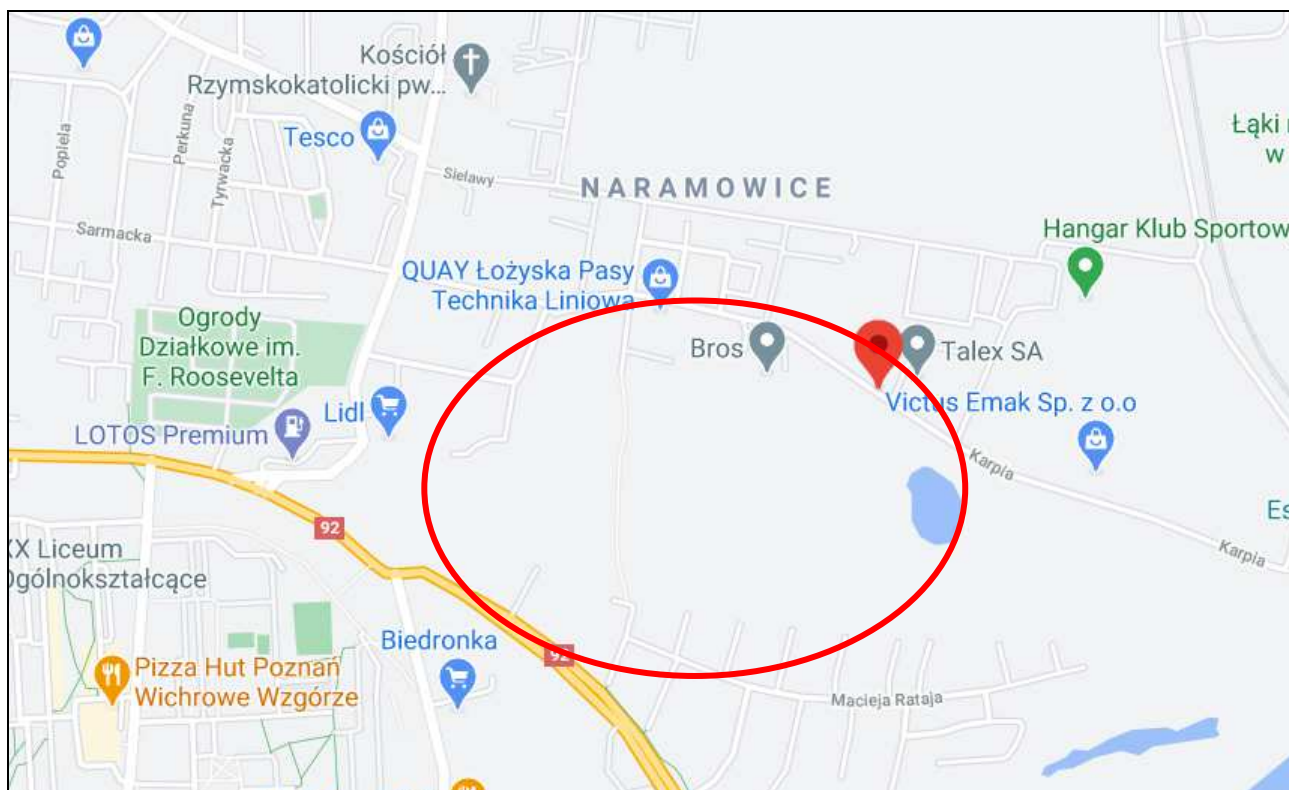 Kościół
Rzymskokatolicki pw...
Popiela
Perkuna
Tyrwacka
Tesco
Łąki
w
Sielawy
NARAMOWICE
Sarmacka
Hangar Klub Sportow
QUAY Łożyska Pasy
Technika Liniowa
Ogrody
Działkowe im.
F. Roosevelta
Bros
Talex SA
Victus Emak Sp. z o.o
Lidl
LOTOS Premium
Karpia
92
Es
XX Liceum
Ogólnokształcące
Karpia
Biedronka
92
Pizza Hut Poznań
Wichrowe Wzgórze
Macieja Rataja